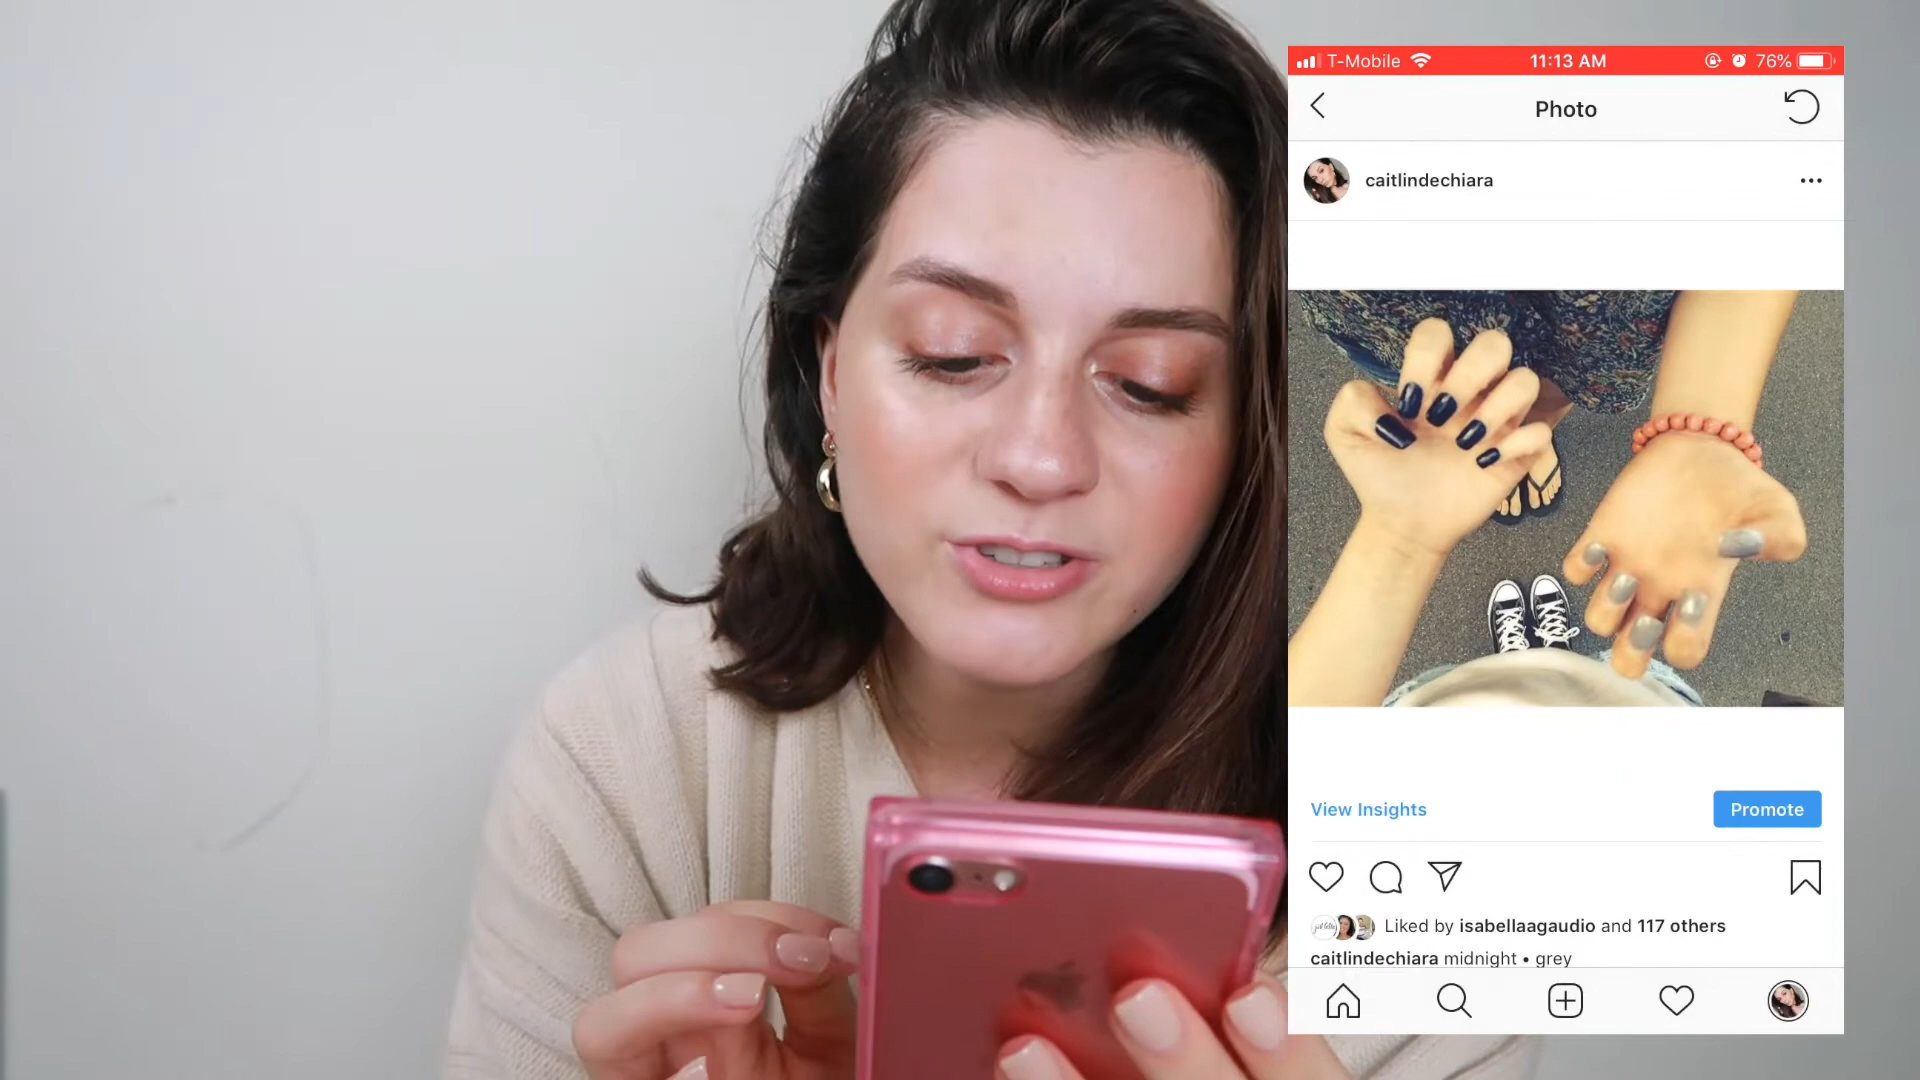 T-Mobile 11:13 AM 76%
Photo
caitlindechiara
View Insights Promote
Liked by isabellaagaudio and 117 others
caitlindechiara midnight • grey